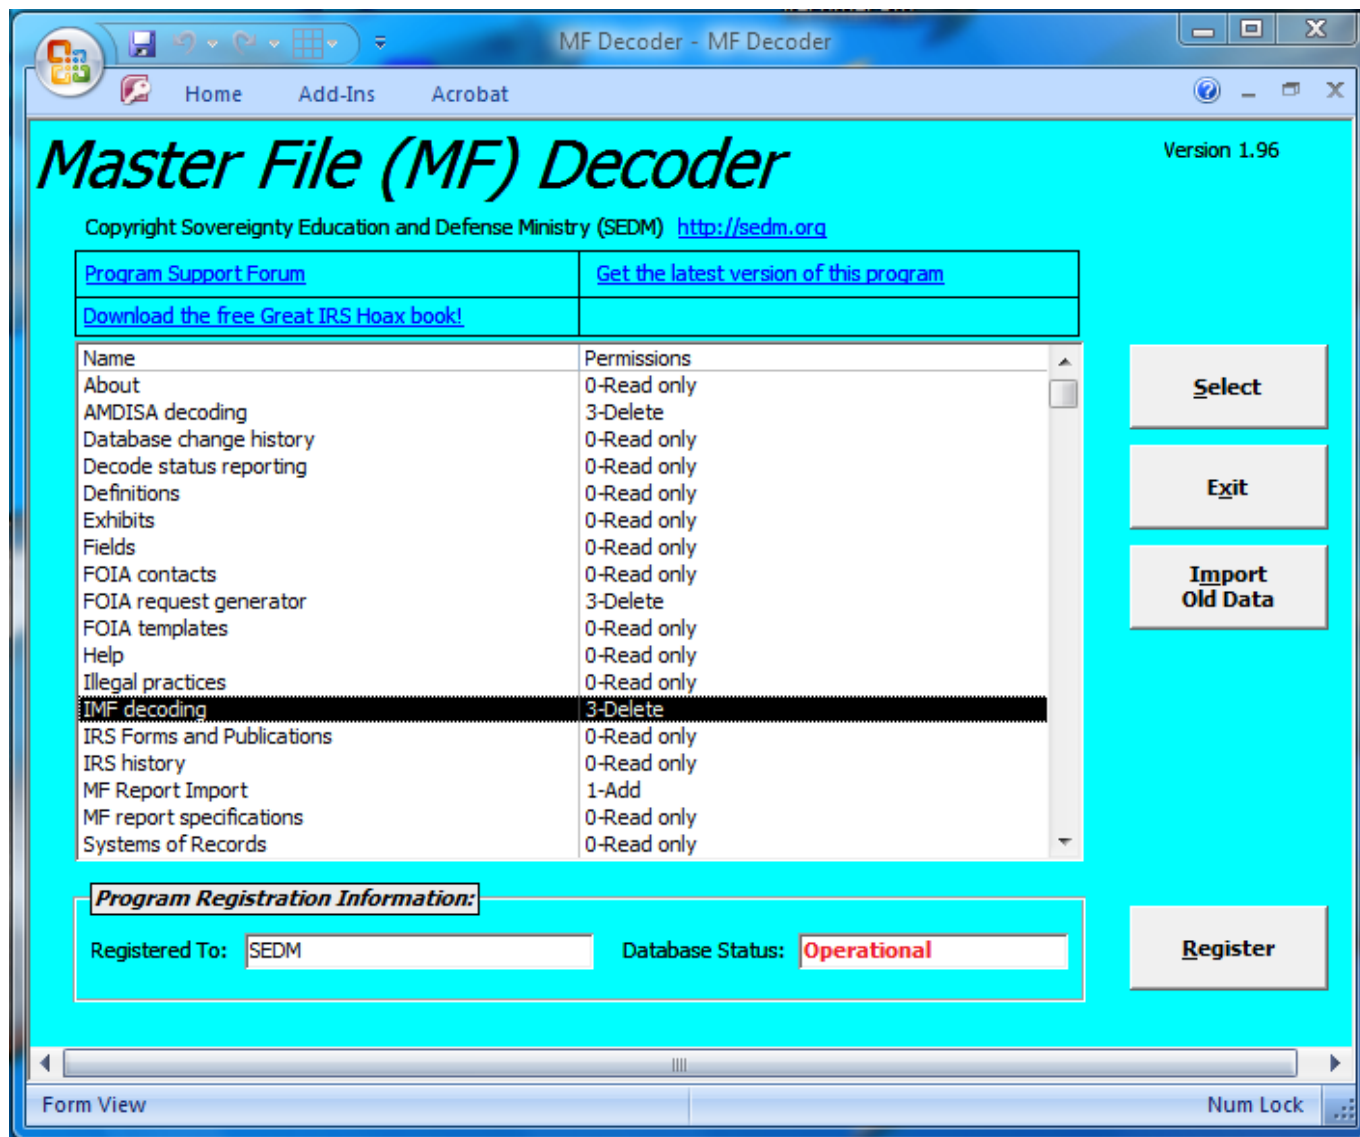 MF Decoder - MF Decoder
Home Add-Ins Acrobat
Master File (MF) Decoder
Version 1.96
Copyright Sovereignty Education and Defense Ministry (SEDM) http://sedm.org
Program Support Forum Get the latest version of this program
Download the free Great IRS Hoax book!
Name Permissions
About 0-Read only
AMDISA decoding 3-Delete
Database change history 0-Read only
Decode status reporting 0-Read only
Definitions 0-Read only
Exhibits 0-Read only
Fields 0-Read only
FOIA contacts 0-Read only
FOIA request generator 3-Delete
FOIA templates 0-Read only
Help 0-Read only
Illegal practices 0-Read only
IMF decoding 3-Delete
IRS Forms and Publications 0-Read only
IRS history 0-Read only
MF Report Import 1-Add
MF report specifications 0-Read only
Systems of Records 0-Read only
Select
Exit
Import
Old Data
Program Registration Information:
Registered To: SEDM Database Status: Operational
Register
Form View Num Lock